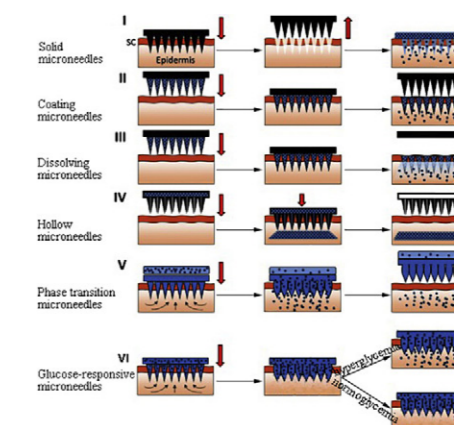 I
Solid
microneedles
SC
Epidermis
II
Coating
microneedles
III
Dissolving
microneedles
IV
Hollow
microneedles
V
Phase transition
microneedles
VI
Glucose-responsive
microneedles
hyperglycemia
normoglycemia